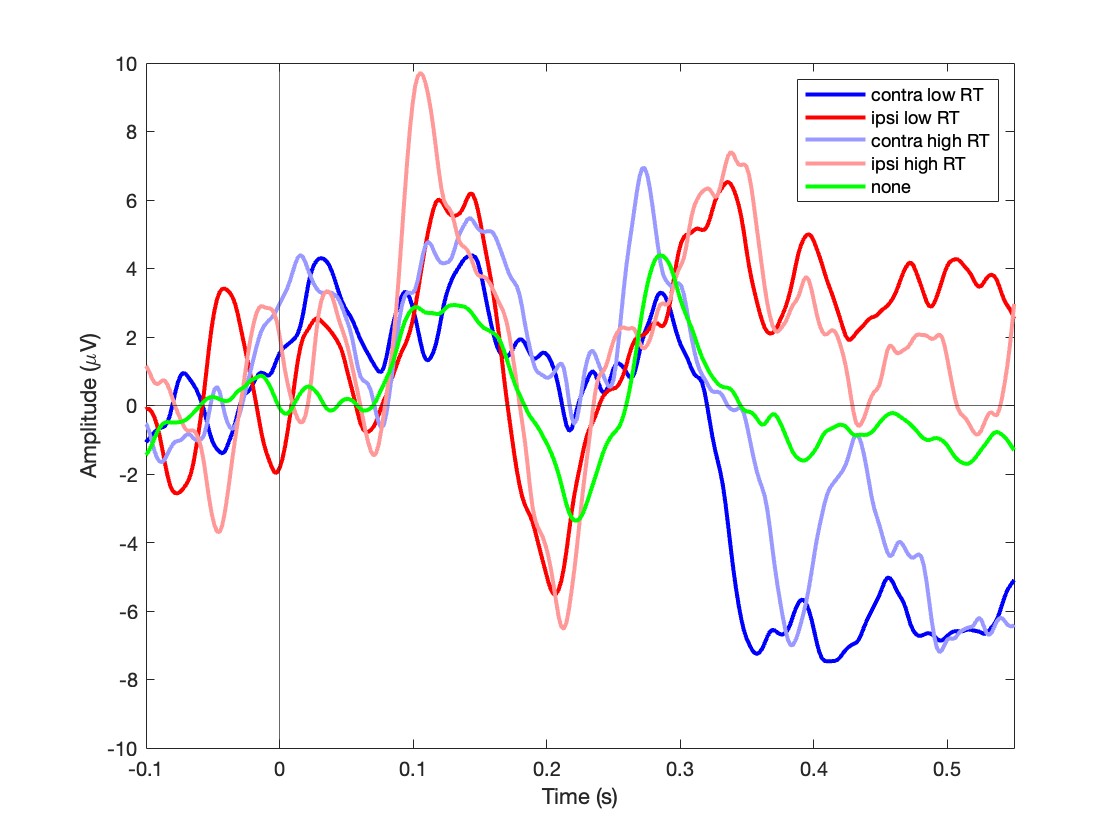 10
8
6
4
2
0
-2
-4
-6
-8
-10
Amplitude (μV)
-0.1 0 0.1 0.2 0.3 0.4 0.5
Time (s)
contra low RT
ipsi low RT
contra high RT
ipsi high RT
none